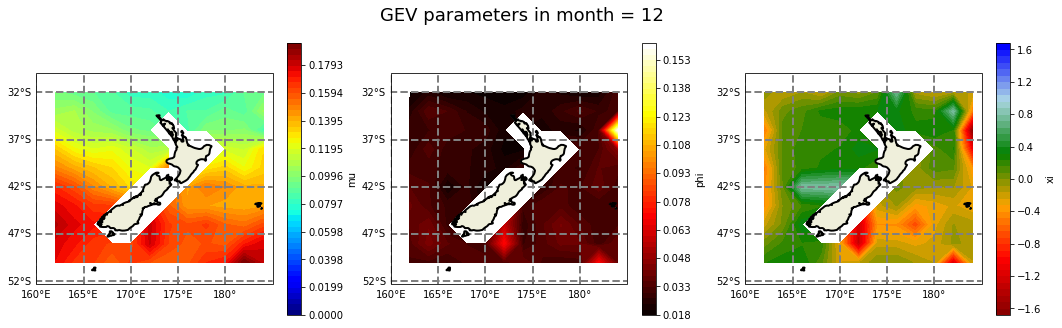 GEV parameters in month = 12
32°S
37°S
42°S
47°S
52°S
160°E
165°E
170°E
175°E
180°
0.1793
0.1594
0.1395
0.1195
0.0996
0.0797
0.0598
0.0398
0.0199
0.0000
mu
32°S
37°S
42°S
47°S
52°S
160°E
165°E
170°E
175°E
180°
0.153
0.138
0.123
0.108
0.093
0.078
0.063
0.048
0.033
0.018
phi
32°S
37°S
42°S
47°S
52°S
160°E
165°E
170°E
175°E
180°
1.6
1.2
0.8
0.4
0.0
−0.4
−0.8
−1.2
−1.6
xi